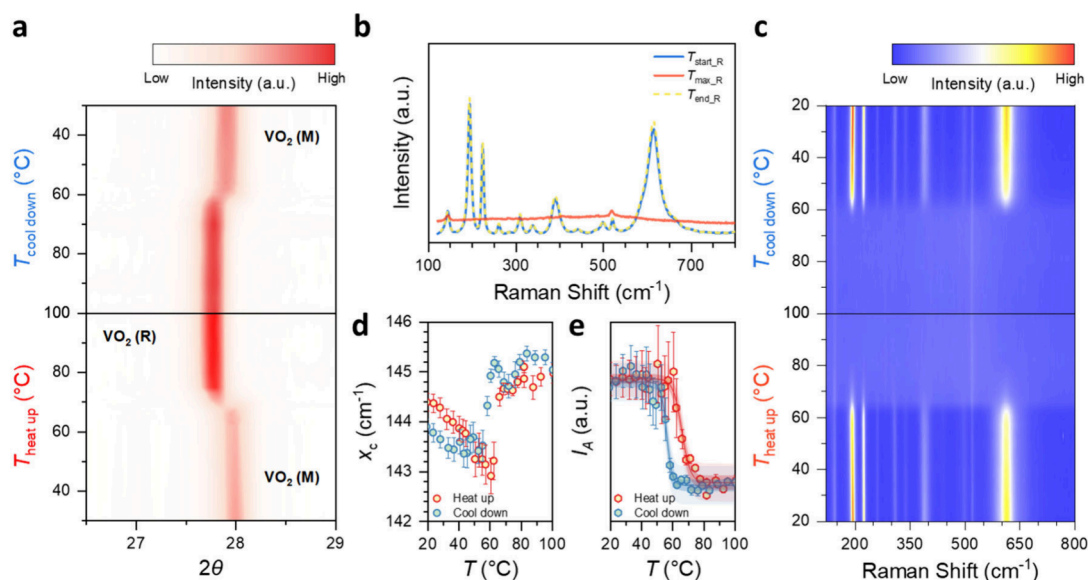 a
Low
High
Intensity (a.u.)
40
60
80
100
80
60
40
T cool down (°C)
T heat up (°C)
VO2 (M)
VO2 (R)
VO2 (M)
27
28
29
2θ
b
Intensity (a.u.)
Tstart_R
Tmax_R
Tend_R
100
300
500
700
Raman Shift (cm-1)
d
146
145
144
143
142
xc (cm-1)
Heat up
Cool down
20
40
60
80
100
T (°C)
e
IA (a.u.)
Heat up
Cool down
20
40
60
80
100
T (°C)
c
Low
High
Intensity (a.u.)
20
40
60
80
100
80
60
40
20
T cool down (°C)
T heat up (°C)
200
350
500
650
800
Raman Shift (cm-1)